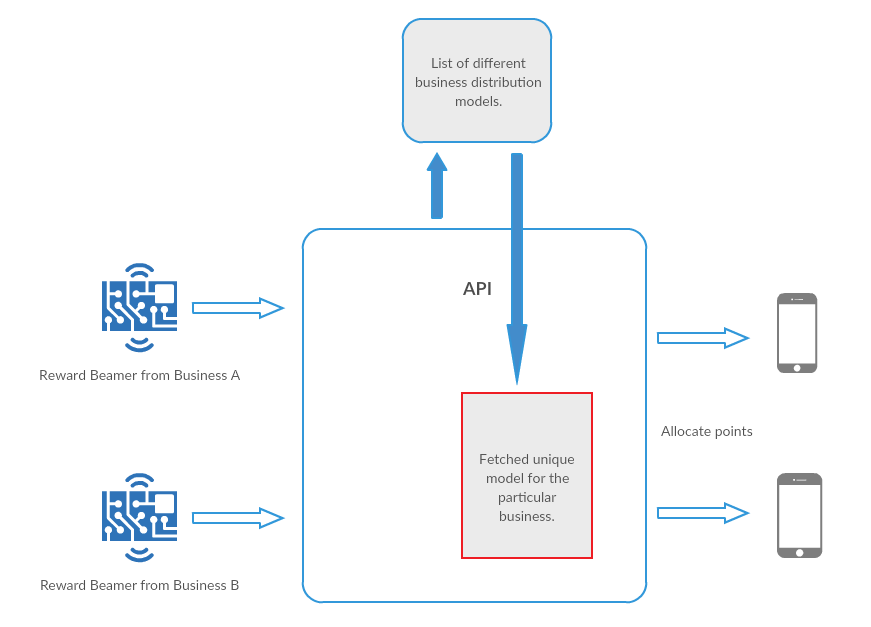 List of different
business distribution
models.
API
Reward Beamer from Business A
Allocate points
Fetched unique
model for the
particular
business.
Reward Beamer from Business B